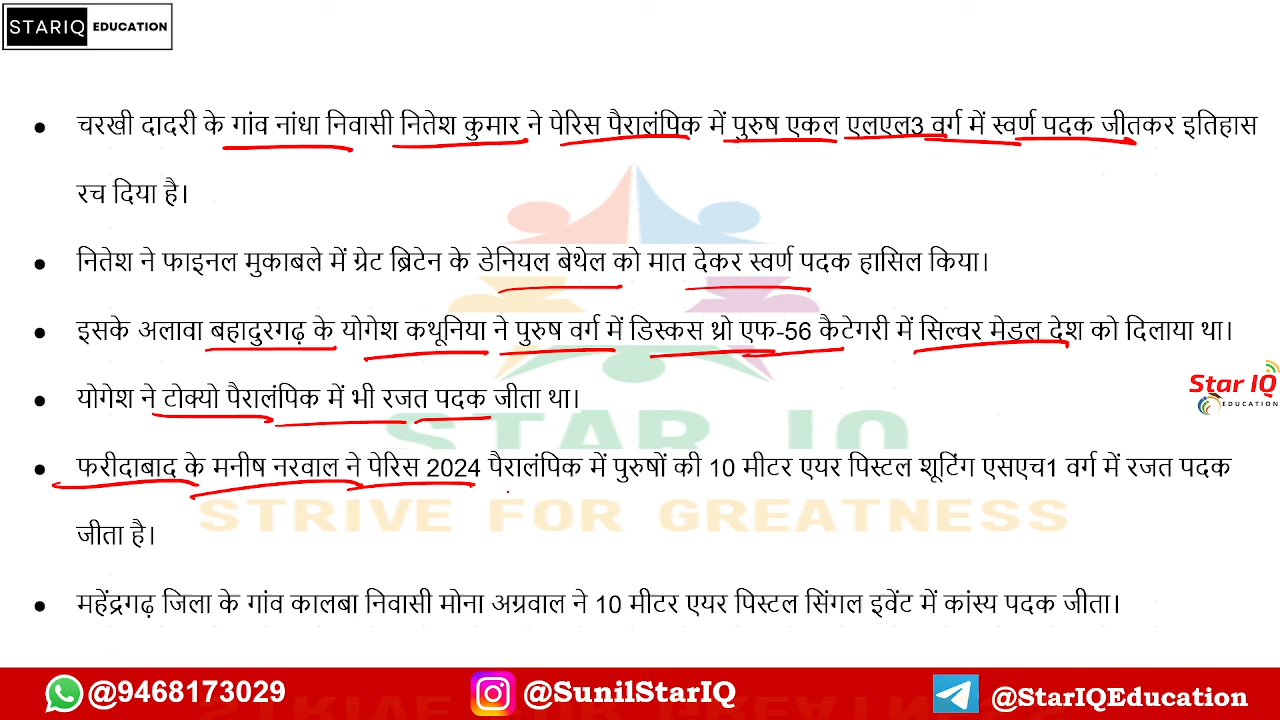 STARIQ EDUCATION
• चरखी दादरी के गांव नांधा निवासी नितेश कुमार ने पेरिस पैरालंपिक में पुरुष एकल एलएल3 वर्ग में स्वर्ण पदक जीतकर इतिहास
रच दिया है।
• नितेश ने फाइनल मुकाबले में ग्रेट ब्रिटेन के डेनियल बेथेल को मात देकर स्वर्ण पदक हासिल किया।
• इसके अलावा बहादुरगढ़ के योगेश कथूनिया ने पुरुष वर्ग में डिस्कस थ्रो एफ-56 कैटेगरी में सिल्वर मेडल देश को दिलाया था।
योगेश ने टोक्यो पैरालंपिक में भी रजत पदक जीता था।
Star IQ
EDUCATION
STAR IQ
• फरीदाबाद के मनीष नरवाल ने पेरिस 2024 पैरालंपिक में पुरुषों की 10 मीटर एयर पिस्टल शूटिंग एसएच1 वर्ग में रजत पदक
STRIVE FOR GREATNESS
जीता है।
• महेंद्रगढ़ जिला के गांव कालबा निवासी मोना अग्रवाल ने 10 मीटर एयर पिस्टल सिंगल इवेंट में कांस्य पदक जीता।
@9468173029 @SunilStarIQ @StarIQEducation